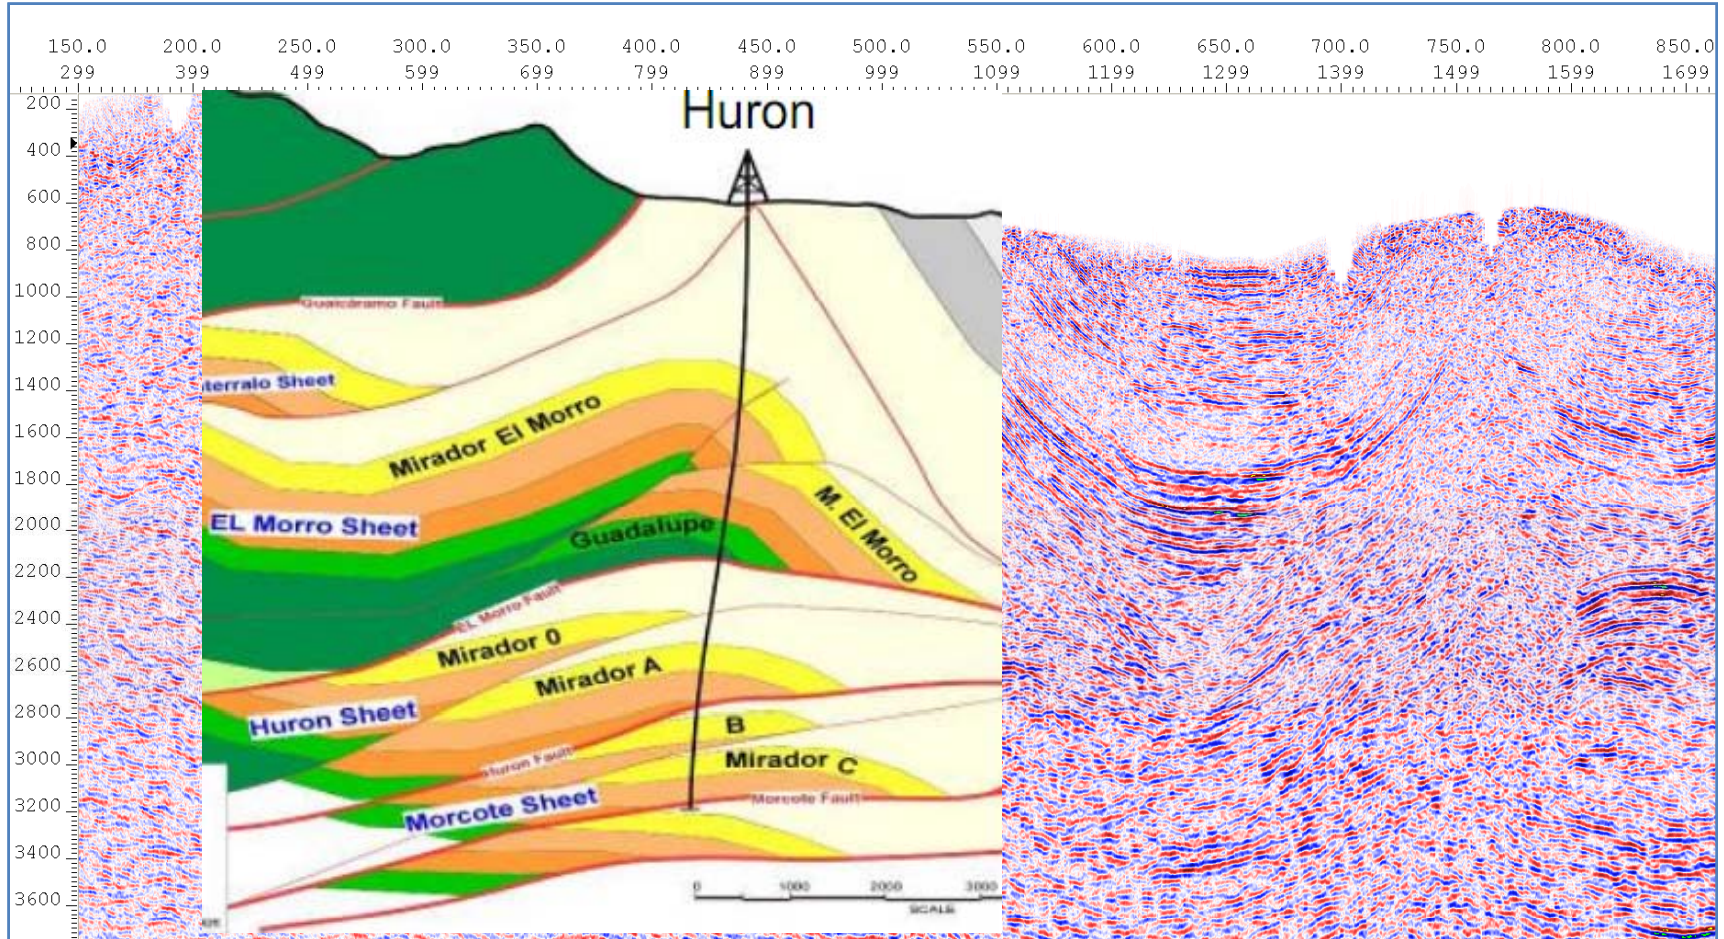 150.0 200.0 250.0 300.0 350.0 400.0 450.0 500.0 550.0 600.0 650.0 700.0 750.0 800.0 850.0
299 399 499 599 699 799 899 999 1099 1199 1299 1399 1499 1599 1699
200
Huron
400
600
800
1000
Guaicáramo Fault
1200
1400
terralo Sheet
1600
Mirador El Morro
1800
M. El Morro
2000
EL Morro Sheet
Guadalupe
2200
EL Morro Fault
2400
Mirador 0
2600
Mirador A
2800
Huron Sheet
B
3000
Huron Fault
Mirador C
3200
Morcote Sheet
Morcote Fault
3400
0 1000 2000 3000
SCALE
3600